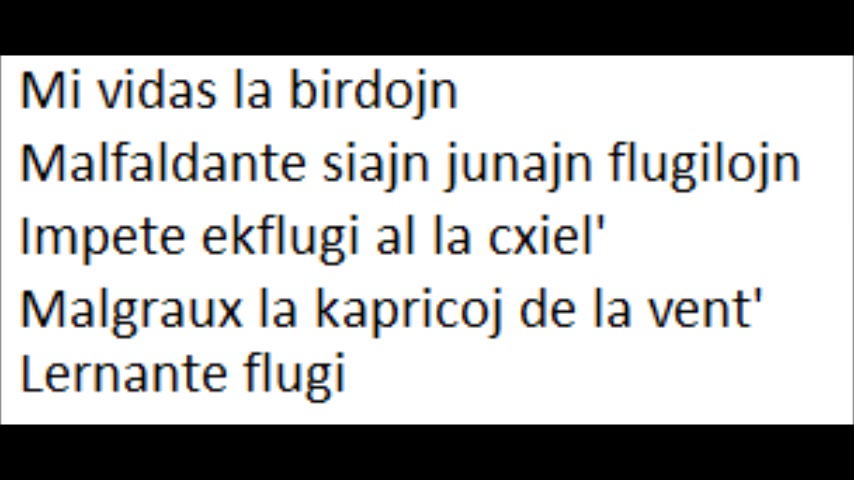 Mi vidas la birdojn
Malfaldante siajn junajn flugilojn
Impete ekflugi al la cxiel'
Malgraux la kapricoj de la vent'
Lernante flugi